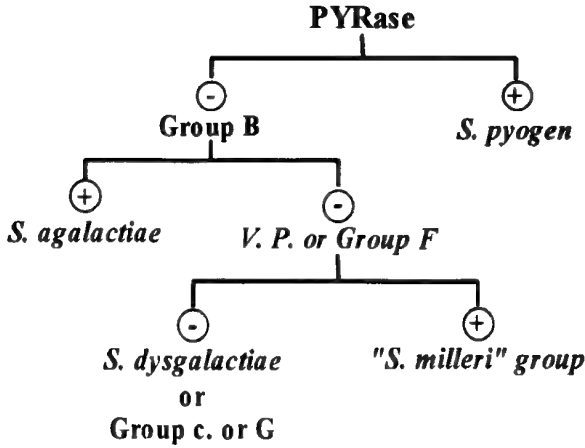 PYRase
- +
Group B S. pyogen
+ -
S. agalactiae V. P. or Group F
- +
S. dysgalactiae "S. milleri" group
or
Group c. or G